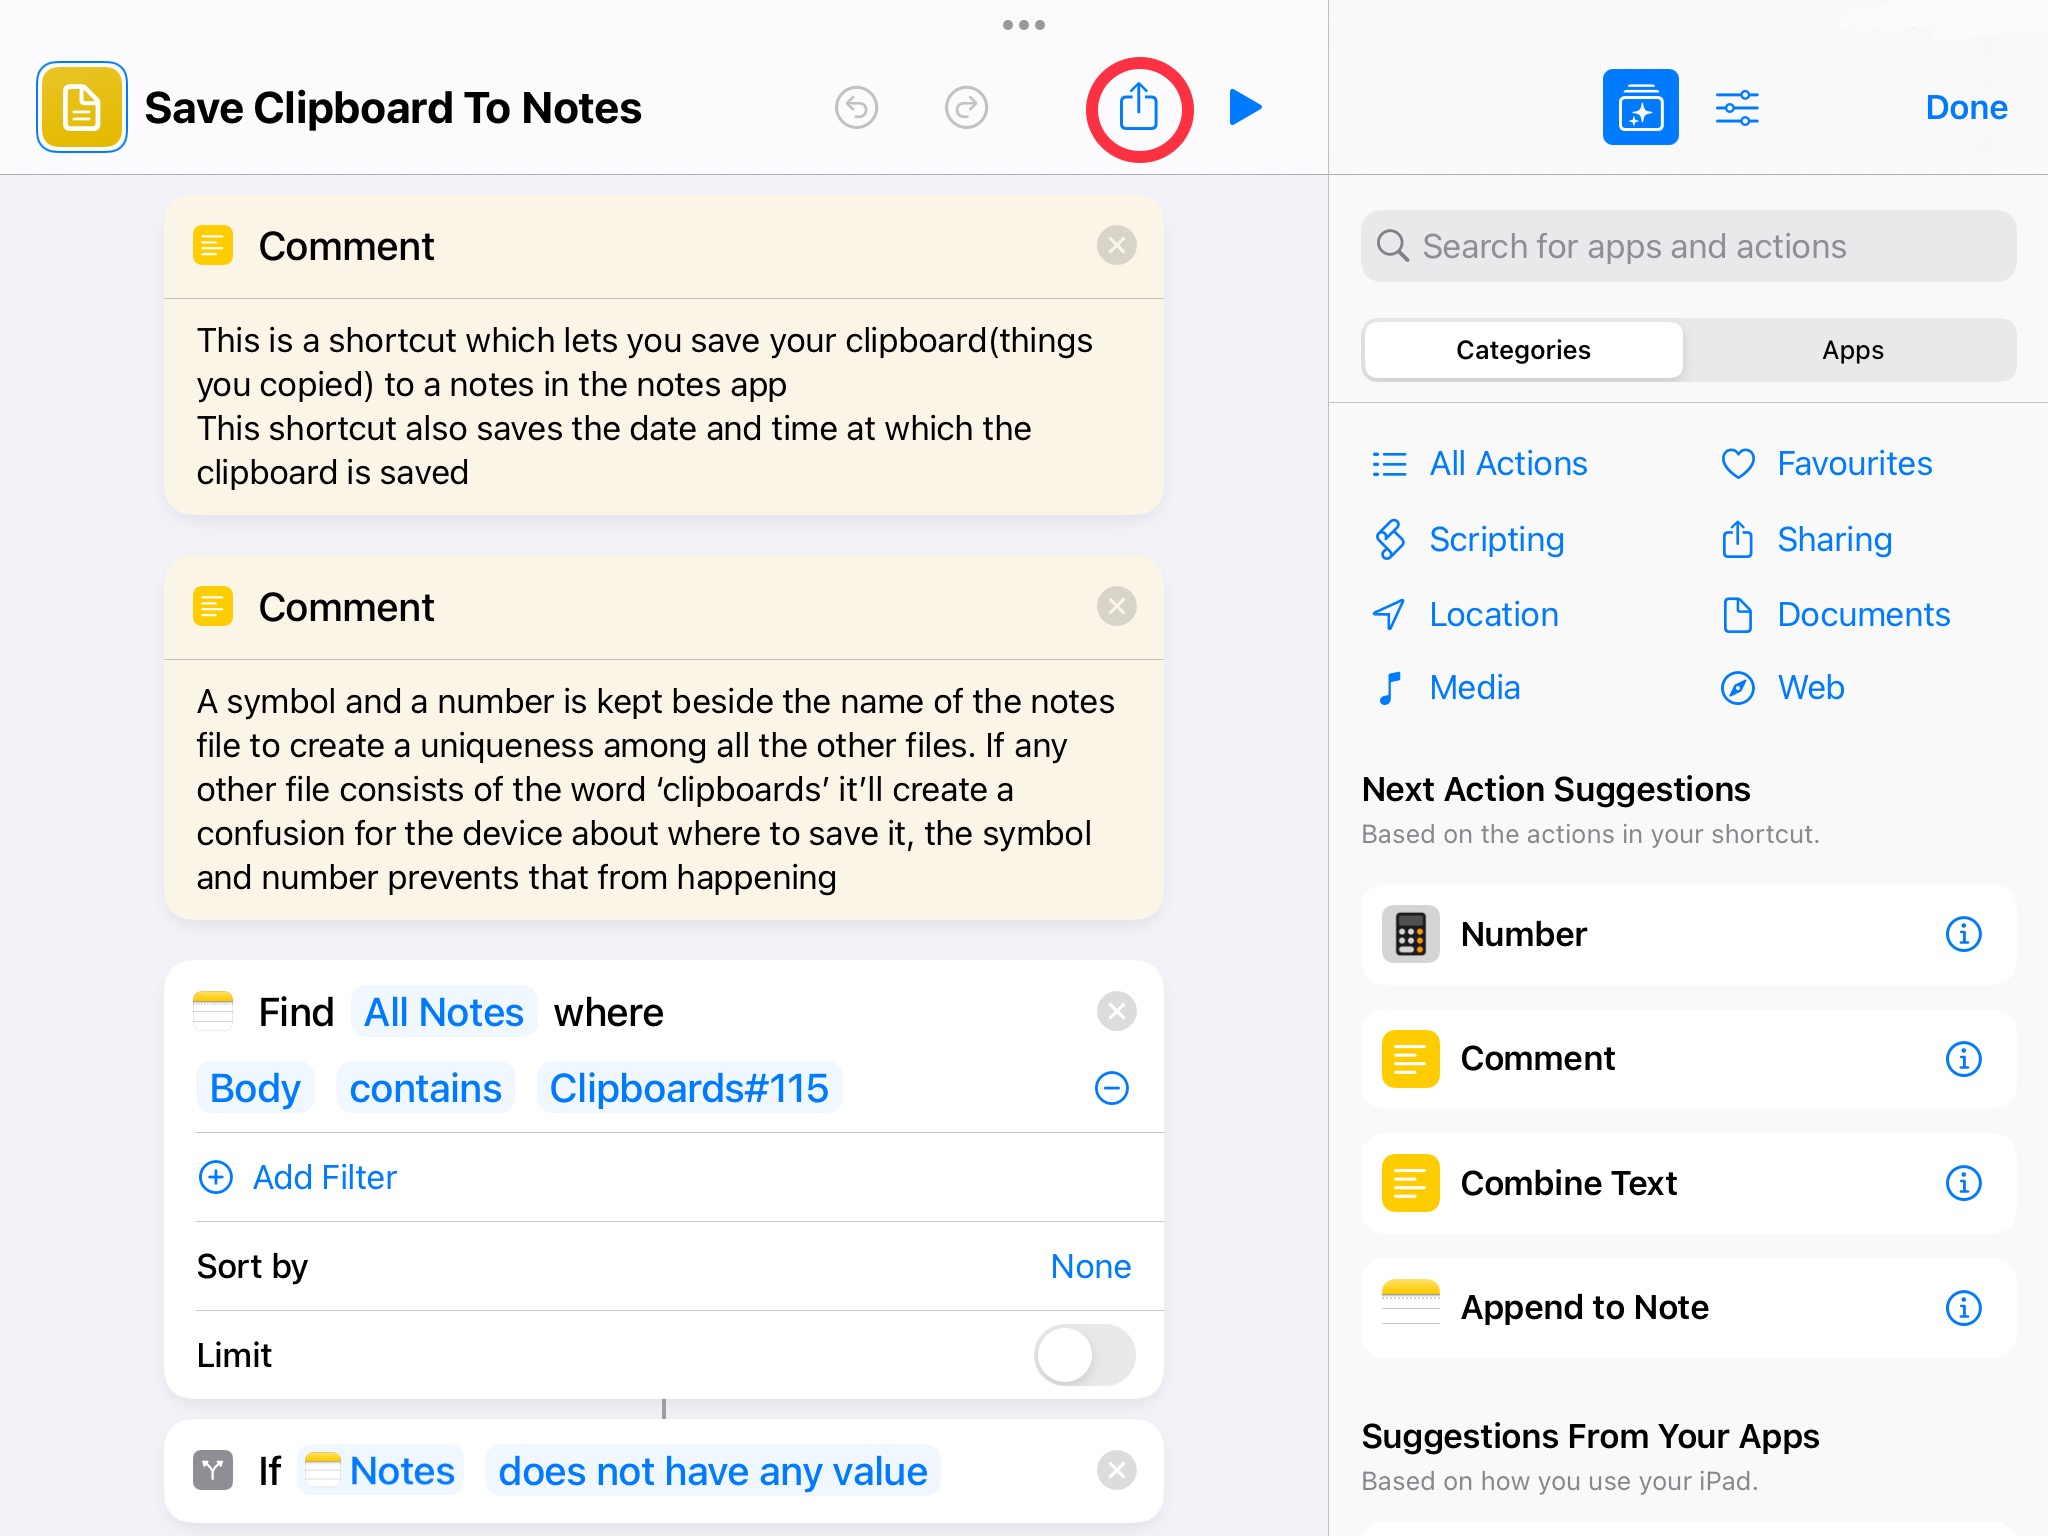 Save Clipboard To Notes
Done
Comment
This is a shortcut which lets you save your clipboard(things
you copied) to a notes in the notes app
This shortcut also saves the date and time at which the
clipboard is saved
Comment
A symbol and a number is kept beside the name of the notes
file to create a uniqueness among all the other files. If any
other file consists of the word ‘clipboards’ it’ll create a
confusion for the device about where to save it, the symbol
and number prevents that from happening
Find All Notes where
Body contains Clipboards#115
Add Filter
Sort by None
Limit
If Notes does not have any value
Search for apps and actions
Categories Apps
All Actions Favourites
Scripting Sharing
Location Documents
Media Web
Next Action Suggestions
Based on the actions in your shortcut.
Number
Comment
Combine Text
Append to Note
Suggestions From Your Apps
Based on how you use your iPad.